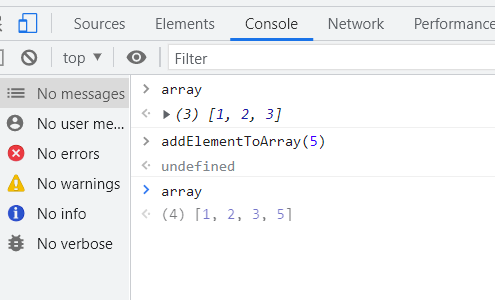 Sources Elements Console Network Performance
top ▼ Filter
No messages
No user me...
No errors
No warnings
No info
No verbose
> array
<· ▶ (3) [1, 2, 3]
> addElementToArray(5)
<· undefined
> array
<· (4) [1, 2, 3, 5]